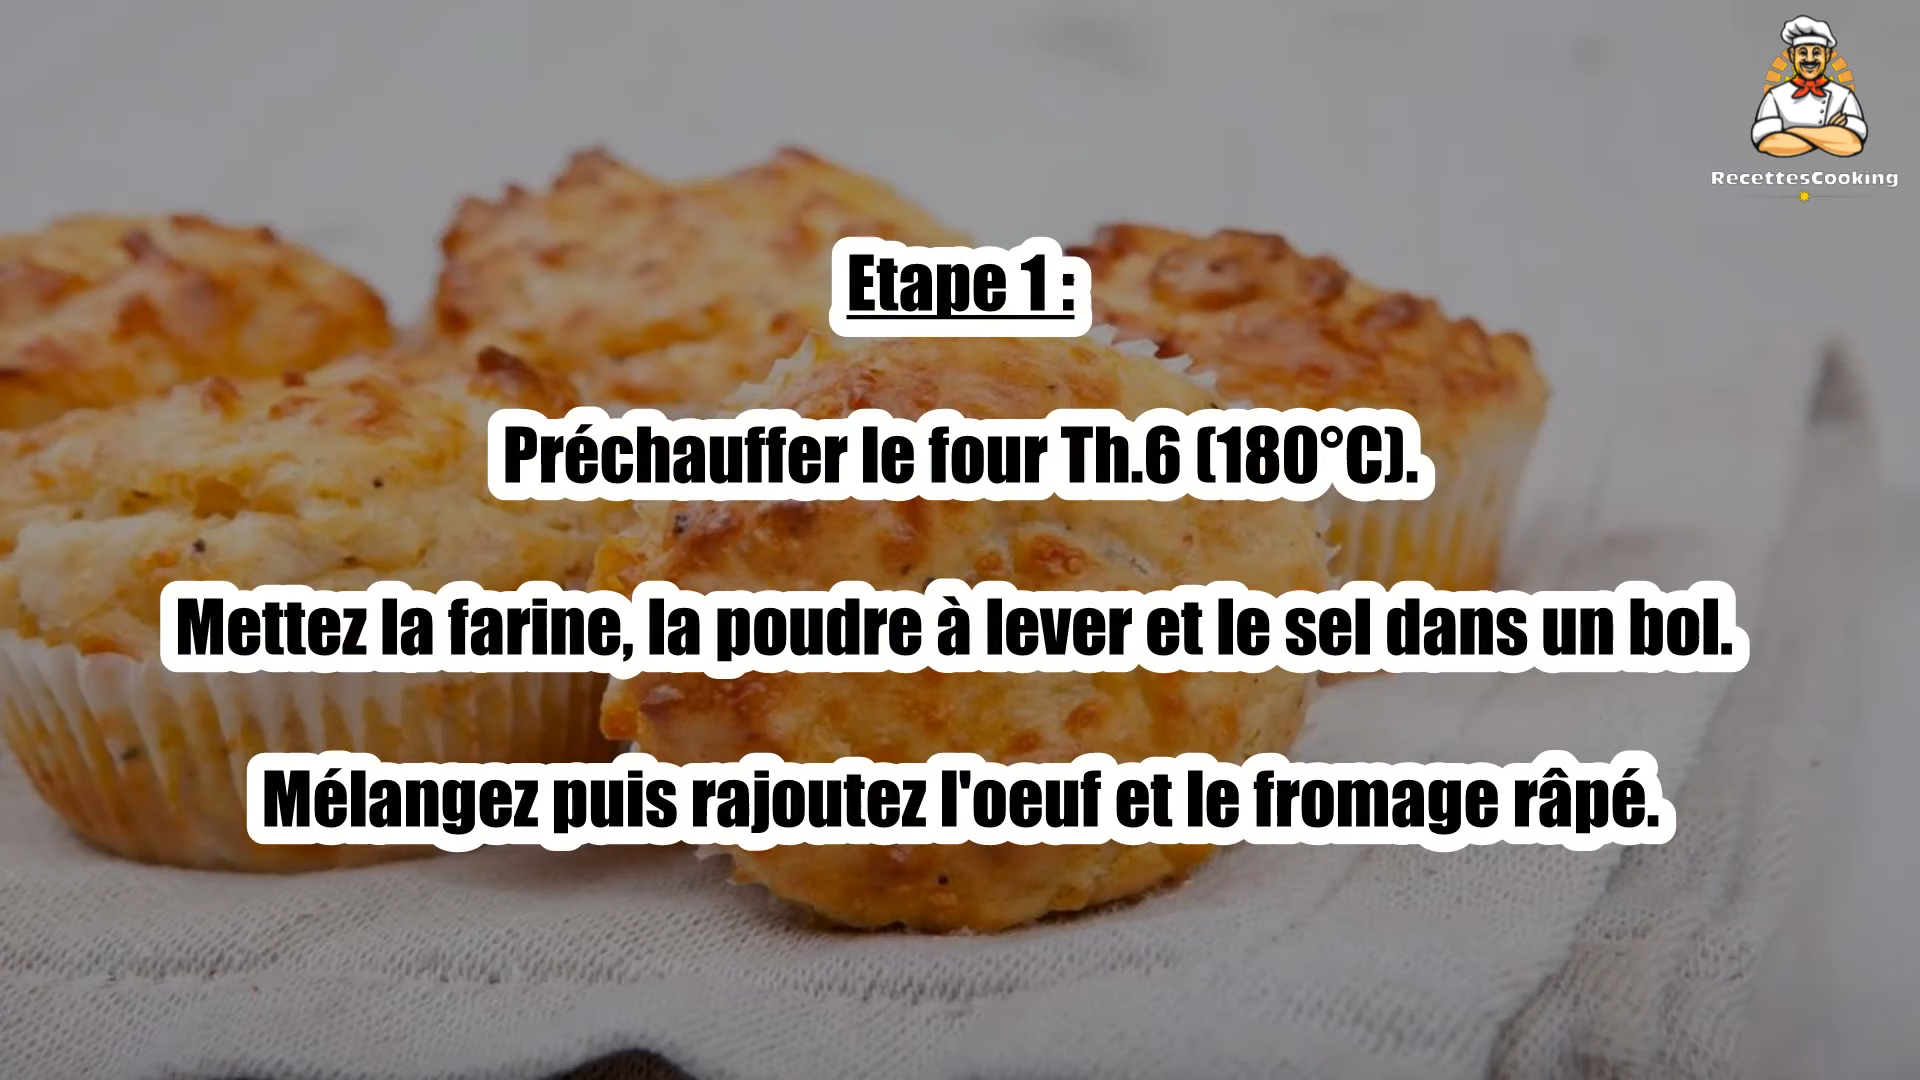 RecettesCooking
Etape 1 :
Préchauffer le four Th.6 (180°C).
Mettez la farine, la poudre à lever et le sel dans un bol.
Mélangez puis rajoutez l'oeuf et le fromage râpé.